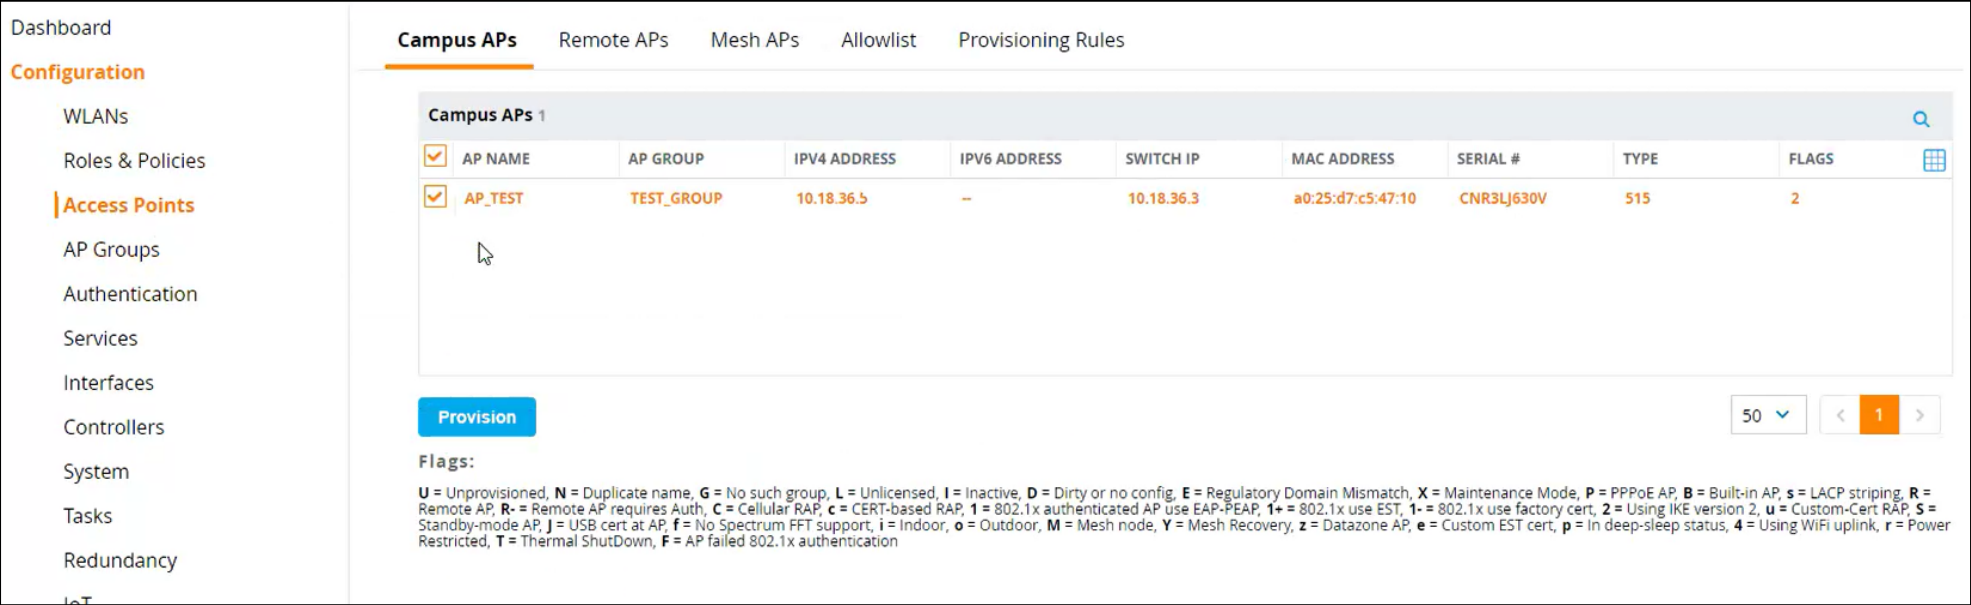 Dashboard
Configuration
WLANs
Roles & Policies
Access Points
AP Groups
Authentication
Services
Interfaces
Controllers
System
Tasks
Redundancy
IoT
Campus APs Remote APs Mesh APs Allowlist Provisioning Rules
Campus APs 1
AP NAME AP GROUP IPV4 ADDRESS IPV6 ADDRESS SWITCH IP MAC ADDRESS SERIAL # TYPE FLAGS
AP_TEST TEST_GROUP 10.18.36.5 -- 10.18.36.3 a0:25:d7:c5:47:10 CNR3LJ630V 515 2
Provision
50 < 1 >
Flags:
U = Unprovisioned, N = Duplicate name, G = No such group, L = Unlicensed, I = Inactive, D = Dirty or no config, E = Regulatory Domain Mismatch, X = Maintenance Mode, P = PPPoE AP, B = Built-in AP, s = LACP striping, R =
Remote AP, R- = Remote AP requires Auth, C = Cellular RAP, c = CERT-based RAP, 1 = 802.1x authenticated AP use EAP-PEAP, 1+ = 802.1x use EST, 1- = 802.1x use factory cert, 2 = Using IKE version 2, u = Custom-Cert RAP, S =
Standby-mode AP, J = USB cert at AP, f = No Spectrum FFT support, i = Indoor, o = Outdoor, M = Mesh node, Y = Mesh Recovery, z = Datazone AP, e = Custom EST cert, p = In deep-sleep status, 4 = Using WiFi uplink, r = Power
Restricted, T = Thermal ShutDown, F = AP failed 802.1x authentication